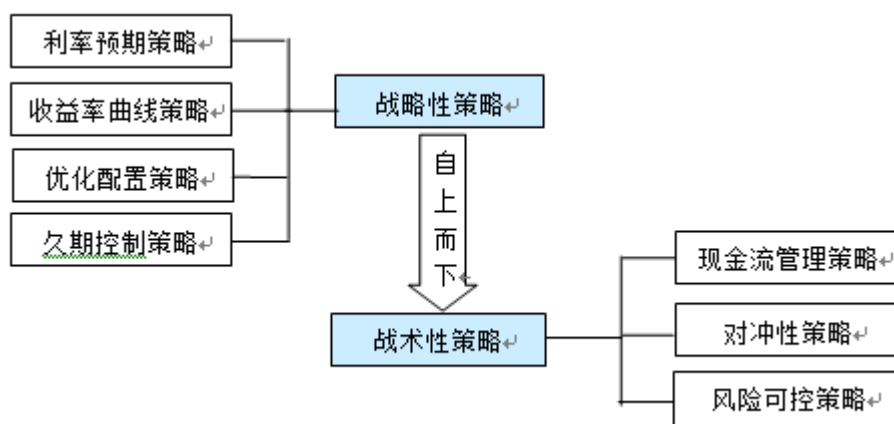 利率预期策略
收益率曲线策略
优化配置策略
久期控制策略
战略性策略
自
上
而
下
战术性策略
现金流管理策略
对冲性策略
风险可控策略